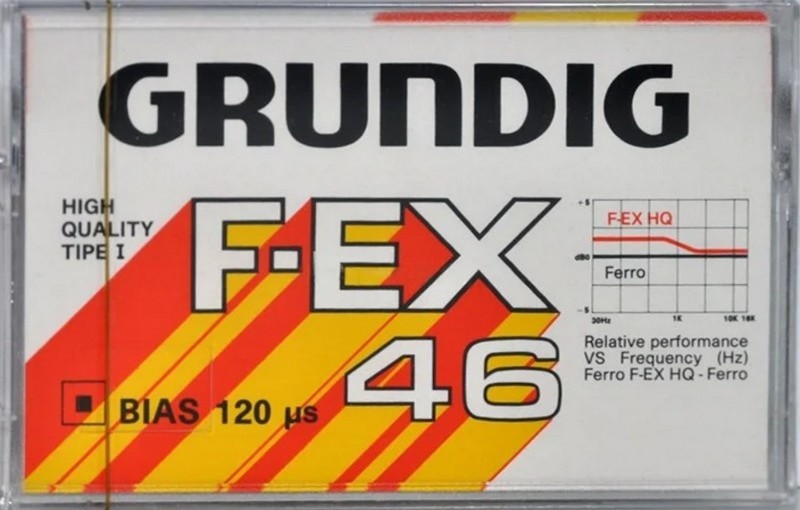 GRUNDIG
HIGH
QUALITY
TIPE I
F-EX
46
BIAS 120 µs
+5
F-EX HQ
dB0
Ferro
-5
30Hz 1K 10K 16K
Relative performance
VS Frequency (Hz)
Ferro F-EX HQ - Ferro